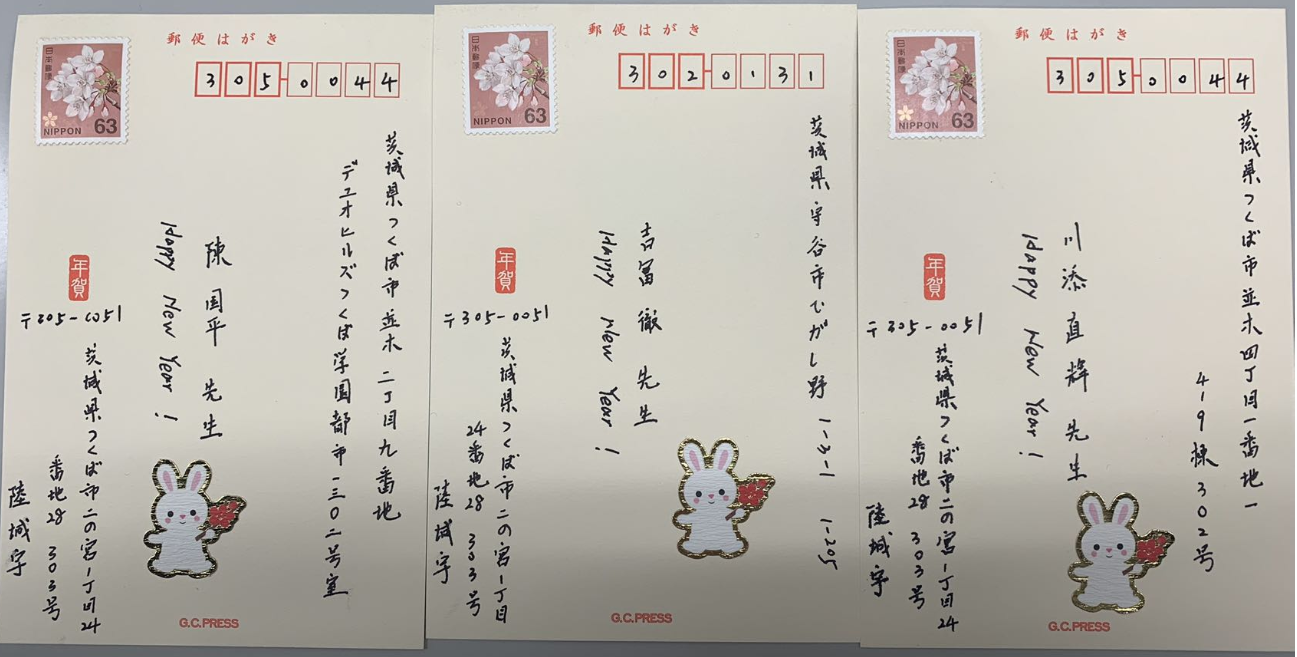 郵便はがき
日本郵便
NIPPON 63
305-0044
茨城県つくば市並木二丁目九番地
デュオヒルズつくば学園都市-三〇二号室
陳国平 先生
Happy New Year!
年賀
〒305-0051
茨城県つくば市二の宮1丁目24
番地28 303号
陸城宇
G.C.PRESS
郵便はがき
日本郵便
NIPPON 63
302-0131
茨城県守谷市ひがし野 1-3-1 1-205
吉冨徹 先生
Happy New Year!
年賀
〒305-0051
茨城県つくば市二の宮1丁目
24番地28 303号
陸城宇
G.C.PRESS
郵便はがき
日本郵便
NIPPON 63
305-0044
茨城県つくば市並木四丁目一番地一
4-9棟302号
川添直輝 先生
Happy New Year!
年賀
〒305-0051
茨城県つくば市二の宮1丁目24
番地28 303号
陸城宇
G.C.PRESS